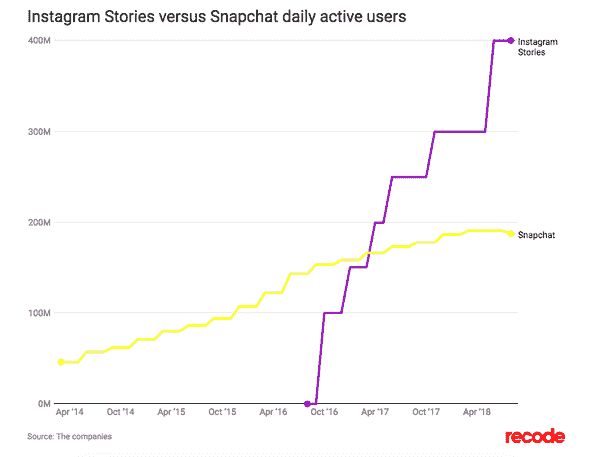 Instagram Stories versus Snapchat daily active users
400M
Instagram
Stories
300M
200M
Snapchat
100M
0M
Apr '14 Oct '14 Apr '15 Oct '15 Apr '16 Oct '16 Apr '17 Oct '17 Apr '18
Source: The companies
recode